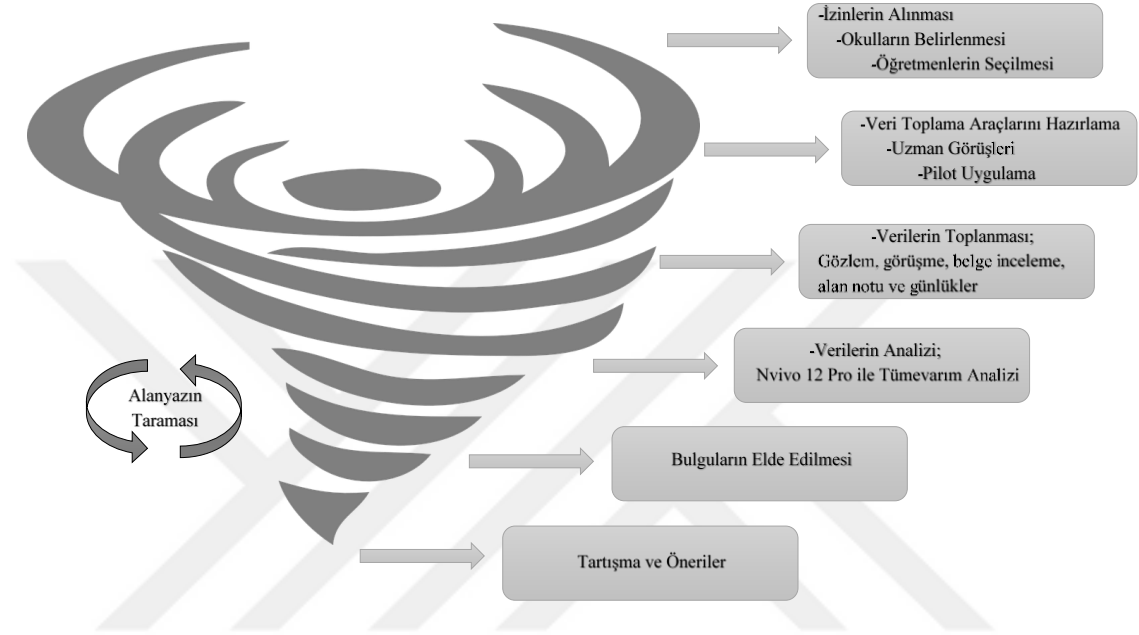 -İzinlerin Alınması
-Okulların Belirlenmesi
-Öğretmenlerin Seçilmesi
-Veri Toplama Araçlarını Hazırlama
-Uzman Görüşleri
-Pilot Uygulama
-Verilerin Toplanması;
Gözlem, görüşme, belge inceleme,
alan notu ve günlükler
-Verilerin Analizi;
Nvivo 12 Pro ile Tümevarım Analizi
Alanyazın
Taraması
Bulguların Elde Edilmesi
Tartışma ve Öneriler